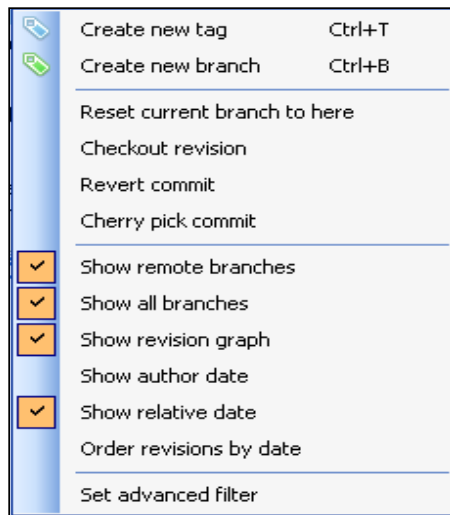 Create new tag Ctrl+T
Create new branch Ctrl+B
Reset current branch to here
Checkout revision
Revert commit
Cherry pick commit
Show remote branches
Show all branches
Show revision graph
Show author date
Show relative date
Order revisions by date
Set advanced filter